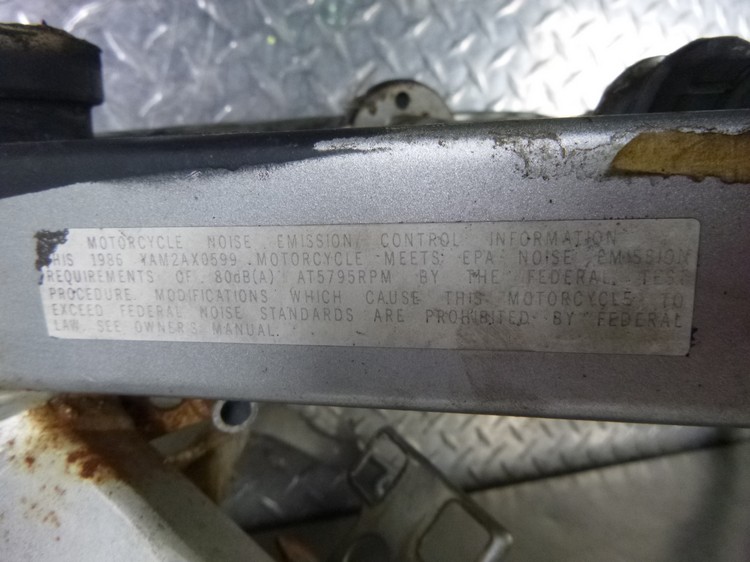 MOTORCYCLE NOISE EMISSION CONTROL INFORMATION
THIS 1986 YAM2AX0599 MOTORCYCLE MEETS EPA NOISE EMISSION
REQUIREMENTS OF 80dB(A) AT5795RPM BY THE FEDERAL TEST
PROCEDURE. MODIFICATIONS WHICH CAUSE THIS MOTORCYCLE TO
EXCEED FEDERAL NOISE STANDARDS ARE PROHIBITED BY FEDERAL
LAW. SEE OWNER'S MANUAL.